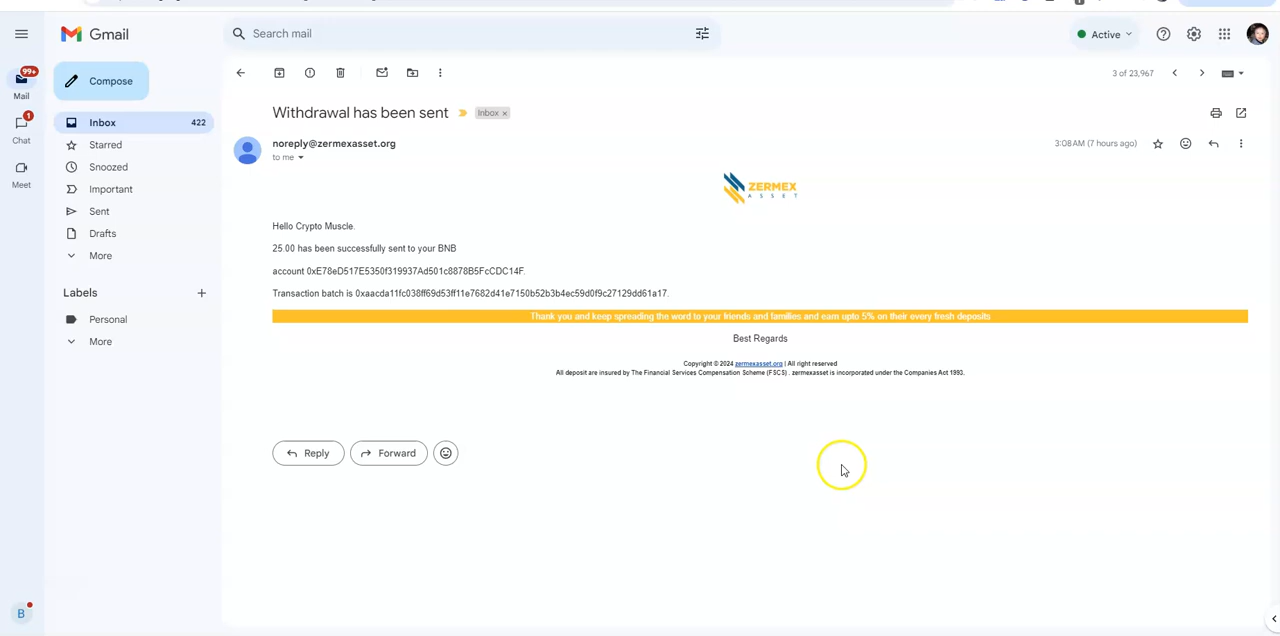 Gmail
Search mail
Active
99+
Mail
Compose
3 of 23,967
Inbox 422
Withdrawal has been sent
Inbox ×
1
Chat
Starred
noreply@zermexasset.org
3:08 AM (7 hours ago)
to me
Snoozed
Meet
Important
ZERMEX
ASSET
Sent
Hello Crypto Muscle.
Drafts
25.00 has been successfully sent to your BNB
More
account 0xE78eD517E5350f319937Ad501c8878B5FcCDC14F.
Labels
Transaction batch is 0xaacda11fc038ff69d53ff11e7682d41e7150b52b3b4ec59d0f9c27129dd61a17.
Personal
Thank you and keep spreading the word to your friends and families and earn upto 5% on their every fresh deposits
More
Best Regards
Copyright © 2024 zermexasset.org | All right reserved
All deposit are insured by The Financial Services Compensation Scheme (FSCS) . zermexasset is incorporated under the Companies Act 1993.
Reply
Forward
B